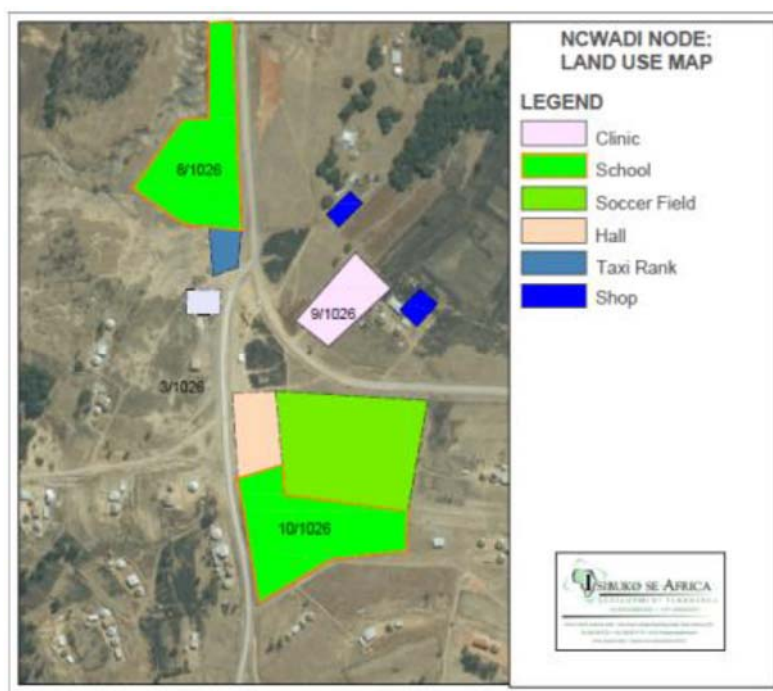 NCWADI NODE:
LAND USE MAP
LEGEND
Clinic
School
Soccer Field
Hall
Taxi Rank
Shop
8/1026
9/1026
3/1026
10/1026
ISIBUKO SE AFRICA